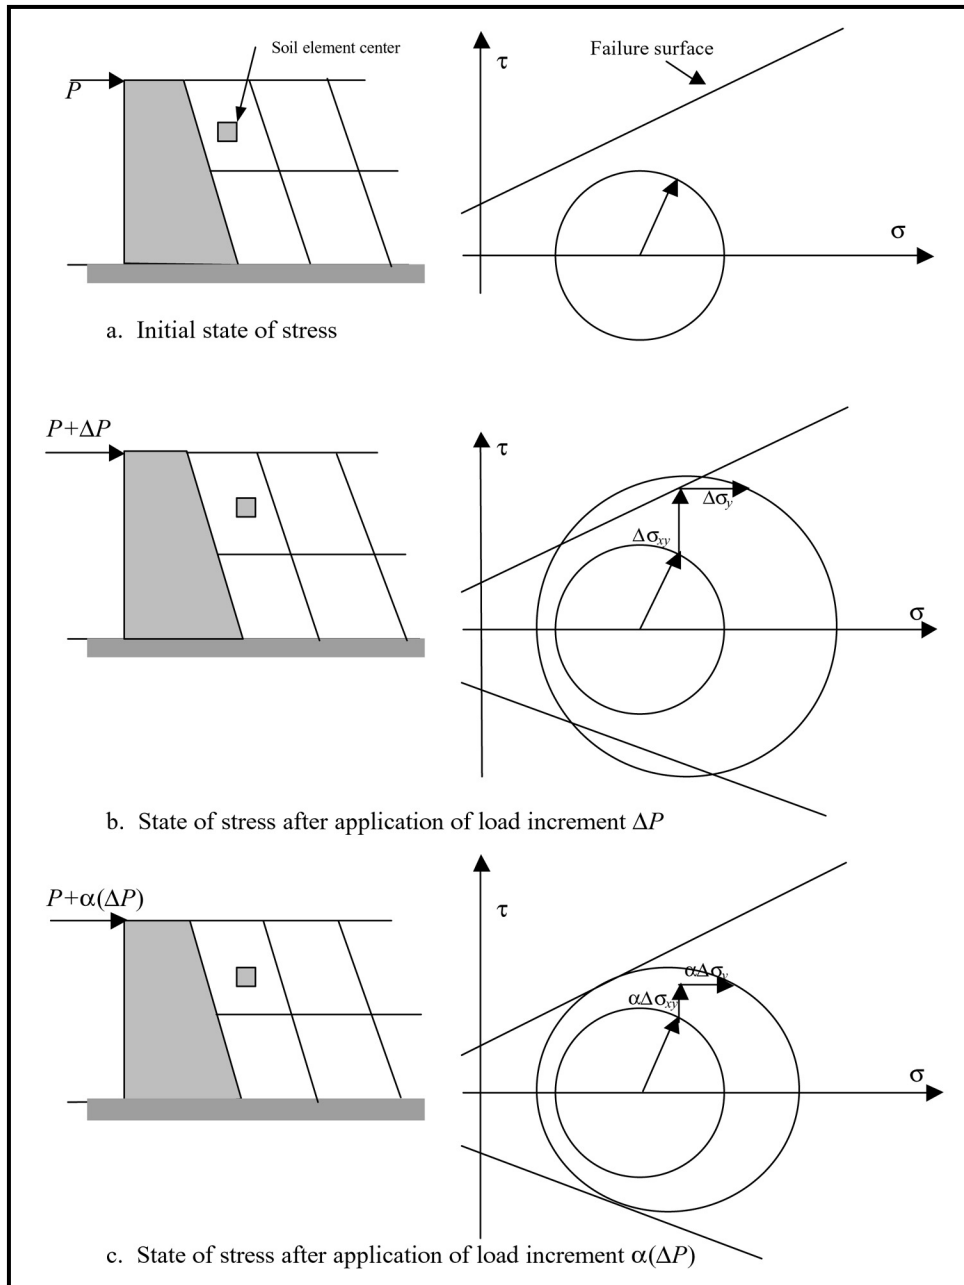 Soil element center
Failure surface
P
τ
σ
a. Initial state of stress
P+ΔP
τ
Δσy
Δσxy
σ
b. State of stress after application of load increment ΔP
P+α(ΔP)
τ
αΔσy
αΔσxy
σ
c. State of stress after application of load increment α(ΔP)